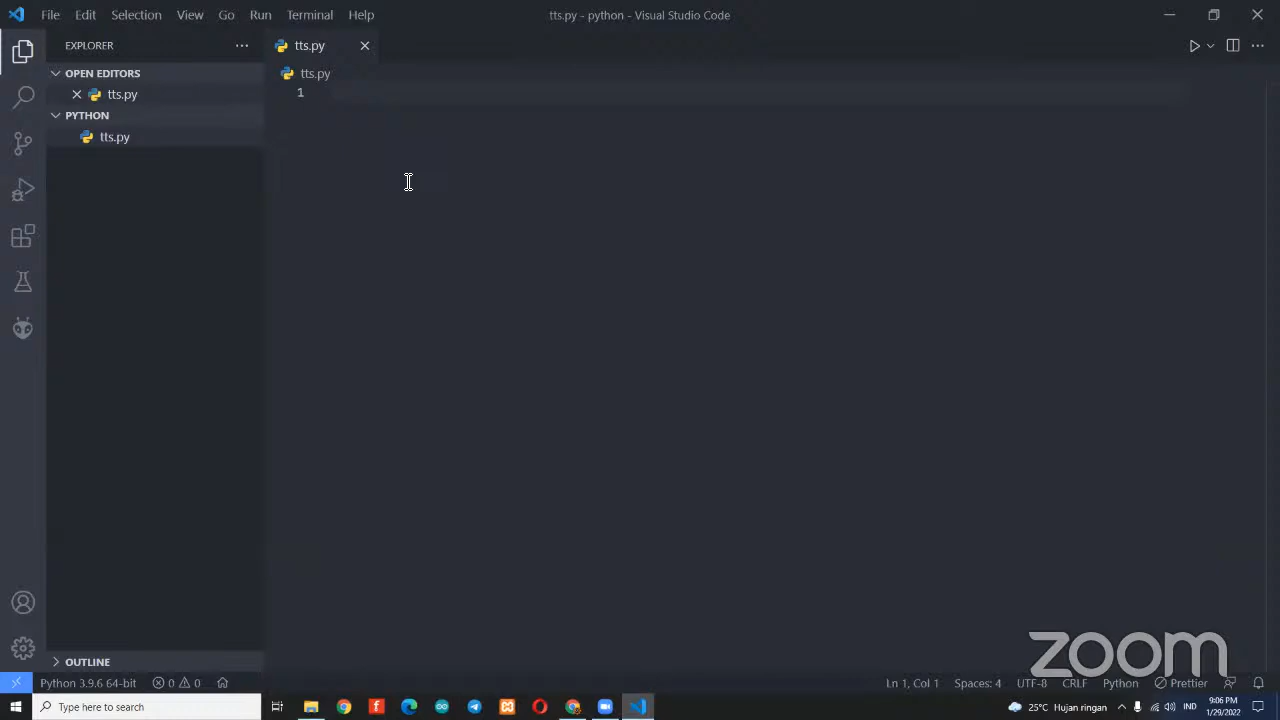 File Edit Selection View Go Run Terminal Help
tts.py - python - Visual Studio Code
EXPLORER
tts.py
OPEN EDITORS
tts.py
tts.py
1
PYTHON
tts.py
OUTLINE
zoom
Python 3.9.6 64-bit 0 0
Ln 1, Col 1 Spaces: 4 UTF-8 CRLF Python Prettier
Type here to search
25°C Hujan ringan
IND
9:06 PM
1/29/2022